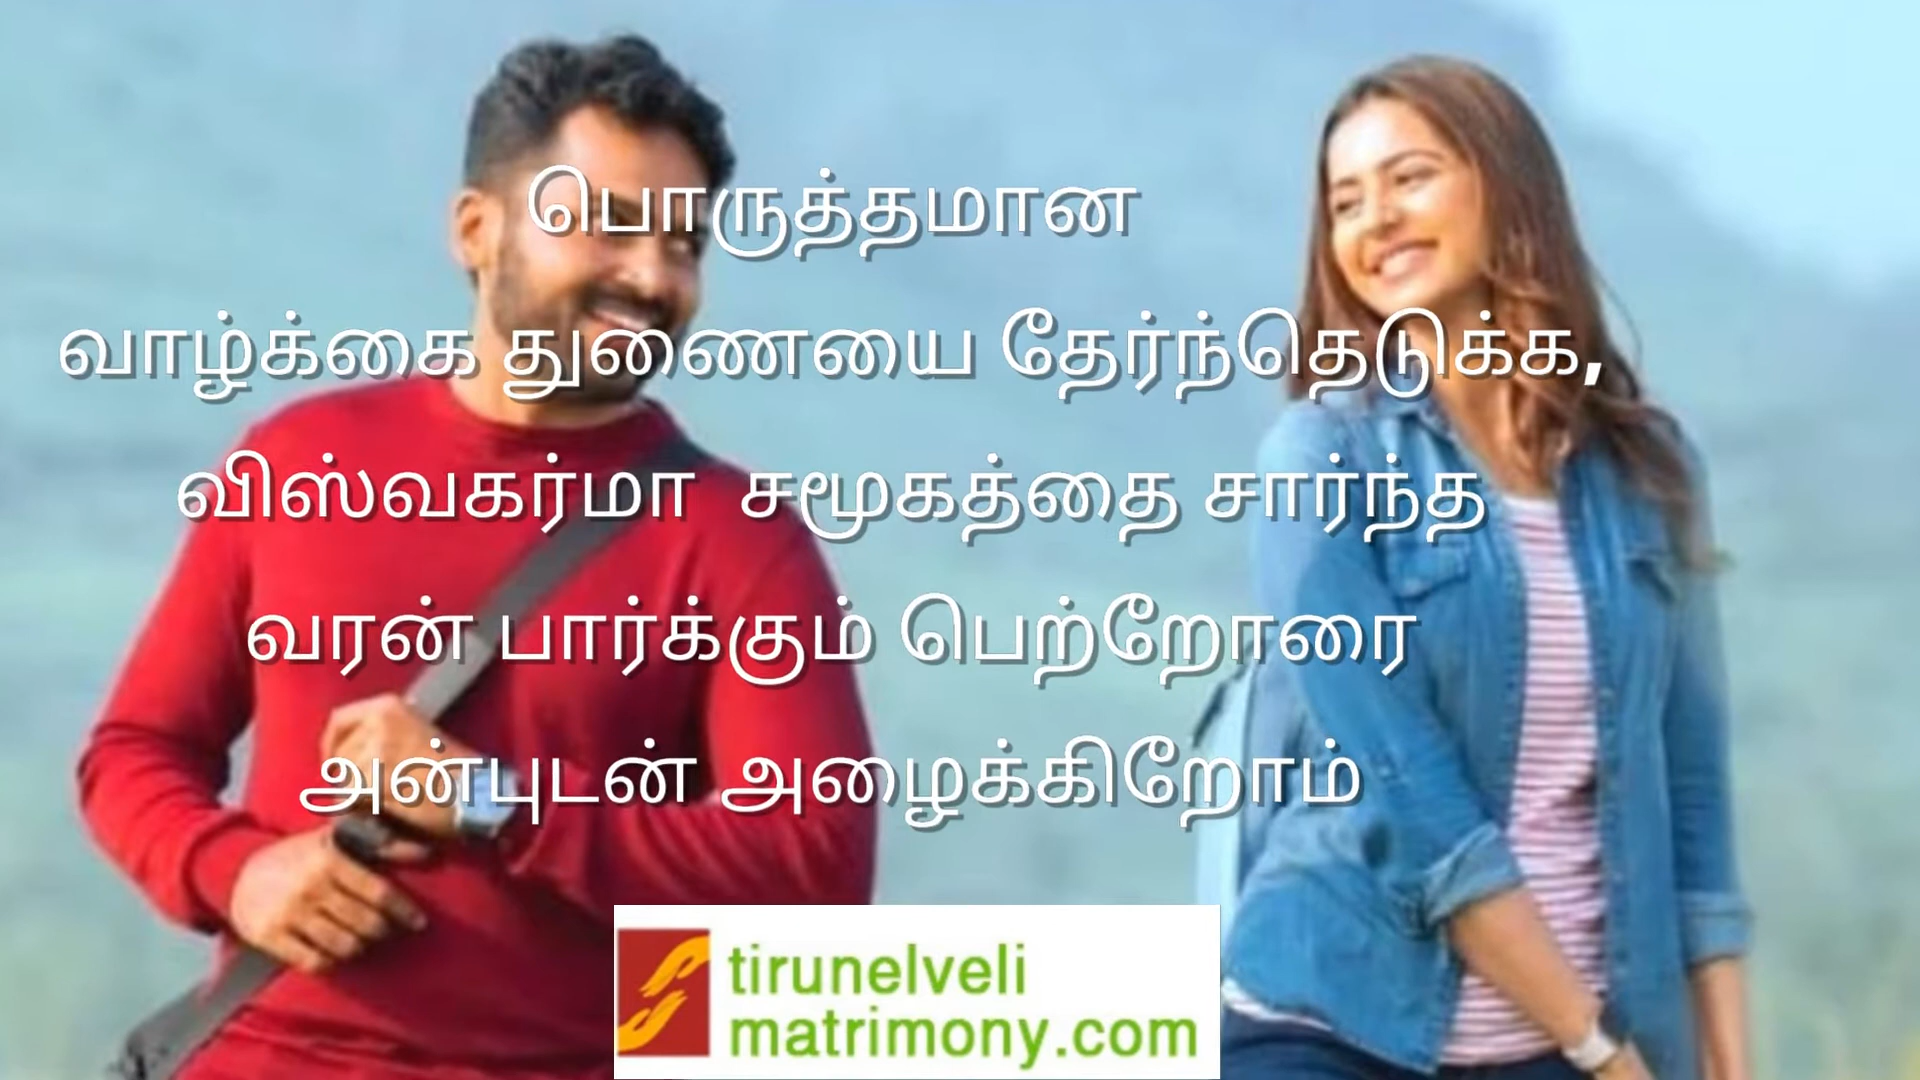 பொருத்தமான
வாழ்க்கை துணையை தேர்ந்தெடுக்க,
விஸ்வகர்மா சமூகத்தை சார்ந்த
வரன் பார்க்கும் பெற்றோரை
அன்புடன் அழைக்கிறோம்
tirunelveli
matrimony.com